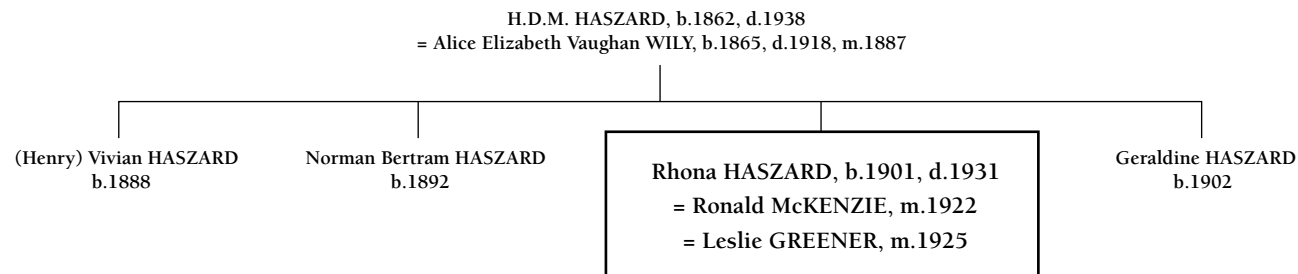 H.D.M. HASZARD, b.1862, d.1938
= Alice Elizabeth Vaughan WILY, b.1865, d.1918, m.1887
(Henry) Vivian HASZARD
b.1888
Norman Bertram HASZARD
b.1892
Rhona HASZARD, b.1901, d.1931
= Ronald McKENZIE, m.1922
= Leslie GREENER, m.1925
Geraldine HASZARD
b.1902